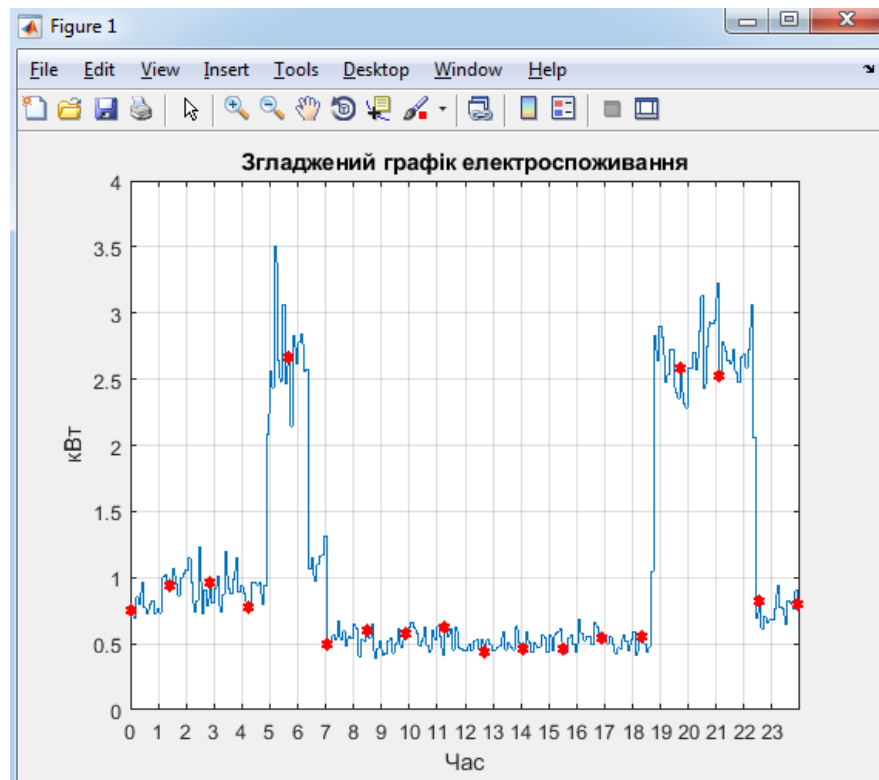 Figure 1
File Edit View Insert Tools Desktop Window Help
Згладжений графік електроспоживання
4
3.5
3
2.5
2
1.5
1
0.5
0
кВт
0 1 2 3 4 5 6 7 8 9 10 11 12 13 14 15 16 17 18 19 20 21 22 23
Час